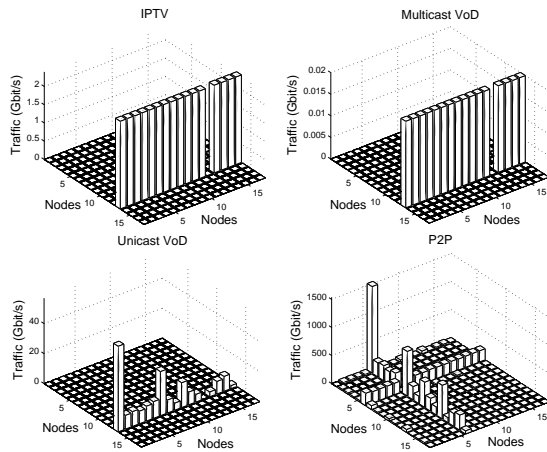 IPTV
2
1.5
1
0.5
0
Traffic (Gbit/s)
5
10
15
Nodes
5
10
15
Nodes
Multicast VoD
0.02
0.015
0.01
0.005
0
Traffic (Gbit/s)
5
10
15
Nodes
5
10
15
Nodes
Unicast VoD
40
20
0
Traffic (Gbit/s)
5
10
15
Nodes
5
10
15
Nodes
P2P
1500
1000
500
0
Traffic (Gbit/s)
5
10
15
Nodes
5
10
15
Nodes